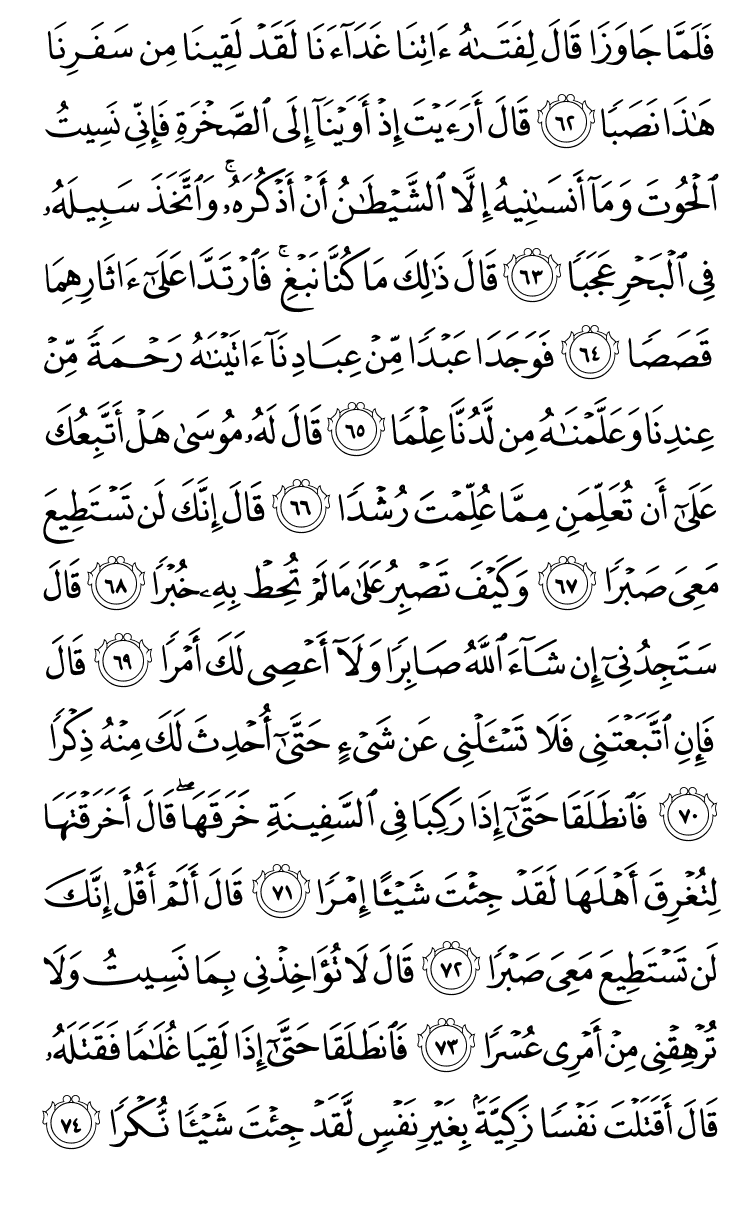 فَلَمَّا جَاوَزَا قَالَ لِفَتَىٰهُ ءَاتِنَا غَدَآءَنَا لَقَدۡ لَقِينَا مِن سَفَرِنَا
هَٰذَا نَصَبٗا ٦٢ قَالَ أَرَءَيۡتَ إِذۡ أَوَيۡنَآ إِلَى ٱلصَّخۡرَةِ فَإِنِّي نَسِيتُ
ٱلۡحُوتَ وَمَآ أَنسَىٰنِيهُ إِلَّا ٱلشَّيۡطَٰنُ أَنۡ أَذۡكُرَهُۥۚ وَٱتَّخَذَ سَبِيلَهُۥ
فِي ٱلۡبَحۡرِ عَجَبٗا ٦٣ قَالَ ذَٰلِكَ مَا كُنَّا نَبۡغِۚ فَٱرۡتَدَّا عَلَىٰٓ ءَاثَارِهِمَا
قَصَصٗا ٦٤ فَوَجَدَا عَبۡدٗا مِّنۡ عِبَادِنَآ ءَاتَيۡنَٰهُ رَحۡمَةٗ مِّنۡ
عِندِنَا وَعَلَّمۡنَٰهُ مِن لَّدُنَّا عِلۡمٗا ٦٥ قَالَ لَهُۥ مُوسَىٰ هَلۡ أَتَّبِعُكَ
عَلَىٰٓ أَن تُعَلِّمَنِ مِمَّا عُلِّمۡتَ رُشۡدٗا ٦٦ قَالَ إِنَّكَ لَن تَسۡتَطِيعَ
مَعِيَ صَبۡرٗا ٦٧ وَكَيۡفَ تَصۡبِرُ عَلَىٰ مَا لَمۡ تُحِطۡ بِهِۦ خُبۡرٗا ٦٨ قَالَ
سَتَجِدُنِيٓ إِن شَآءَ ٱللَّهُ صَابِرٗا وَلَآ أَعۡصِي لَكَ أَمۡرٗا ٦٩ قَالَ
فَإِنِ ٱتَّبَعۡتَنِي فَلَا تَسۡـَٔلۡنِي عَن شَيۡءٍ حَتَّىٰٓ أُحۡدِثَ لَكَ مِنۡهُ ذِكۡرٗا
٧٠ فَٱنطَلَقَا حَتَّىٰٓ إِذَا رَكِبَا فِي ٱلسَّفِينَةِ خَرَقَهَاۖ قَالَ أَخَرَقۡتَهَا
لِتُغۡرِقَ أَهۡلَهَا لَقَدۡ جِئۡتَ شَيۡـًٔا إِمۡرٗا ٧١ قَالَ أَلَمۡ أَقُلۡ إِنَّكَ
لَن تَسۡتَطِيعَ مَعِيَ صَبۡرٗا ٧٢ قَالَ لَا تُؤَاخِذۡنِي بِمَا نَسِيتُ وَلَا
تُرۡهِقۡنِي مِنۡ أَمۡرِي عُسۡرٗا ٧٣ فَٱنطَلَقَا حَتَّىٰٓ إِذَا لَقِيَا غُلَٰمٗا فَقَتَلَهُۥ
قَالَ أَقَتَلۡتَ نَفۡسٗا زَكِيَّةَۢ بِغَيۡرِ نَفۡسٖ لَّقَدۡ جِئۡتَ شَيۡـٔٗا نُّكۡرٗا ٧٤